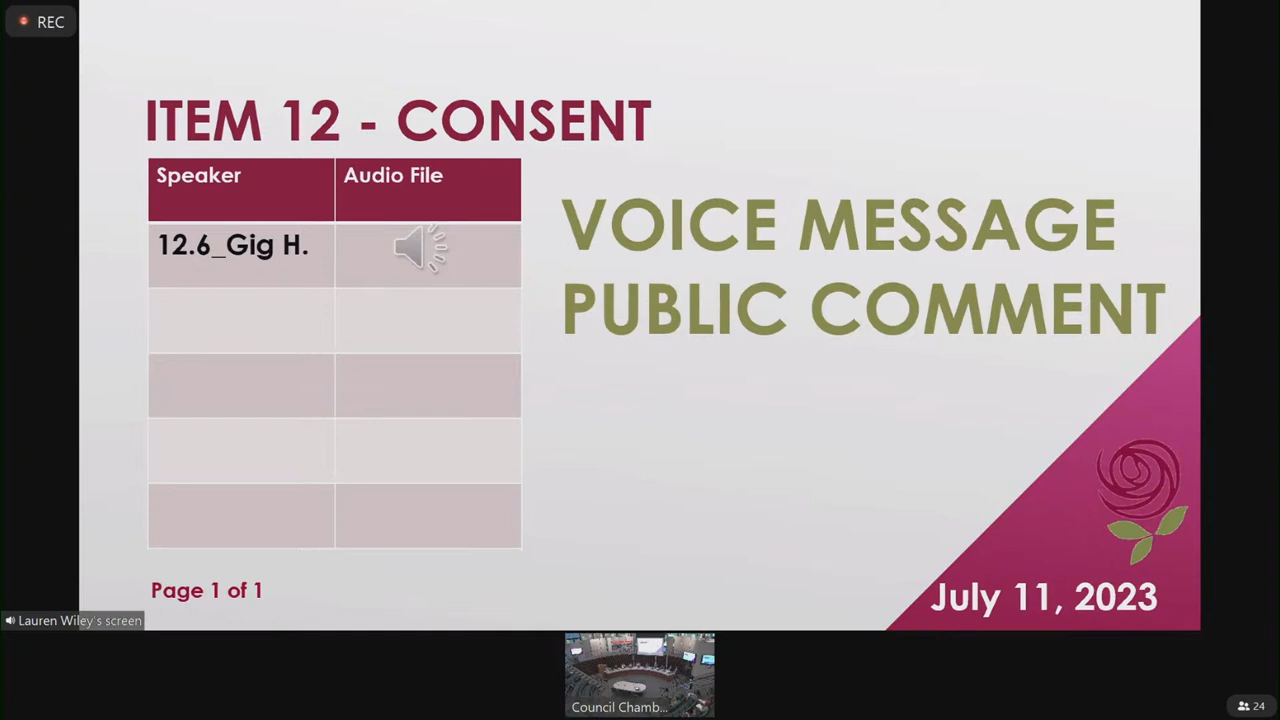 REC
ITEM 12 - CONSENT
Speaker
Audio File
12.6_Gig H.
VOICE MESSAGE
PUBLIC COMMENT
Page 1 of 1
July 11, 2023
Lauren Wiley's screen
Council Chamb...
24